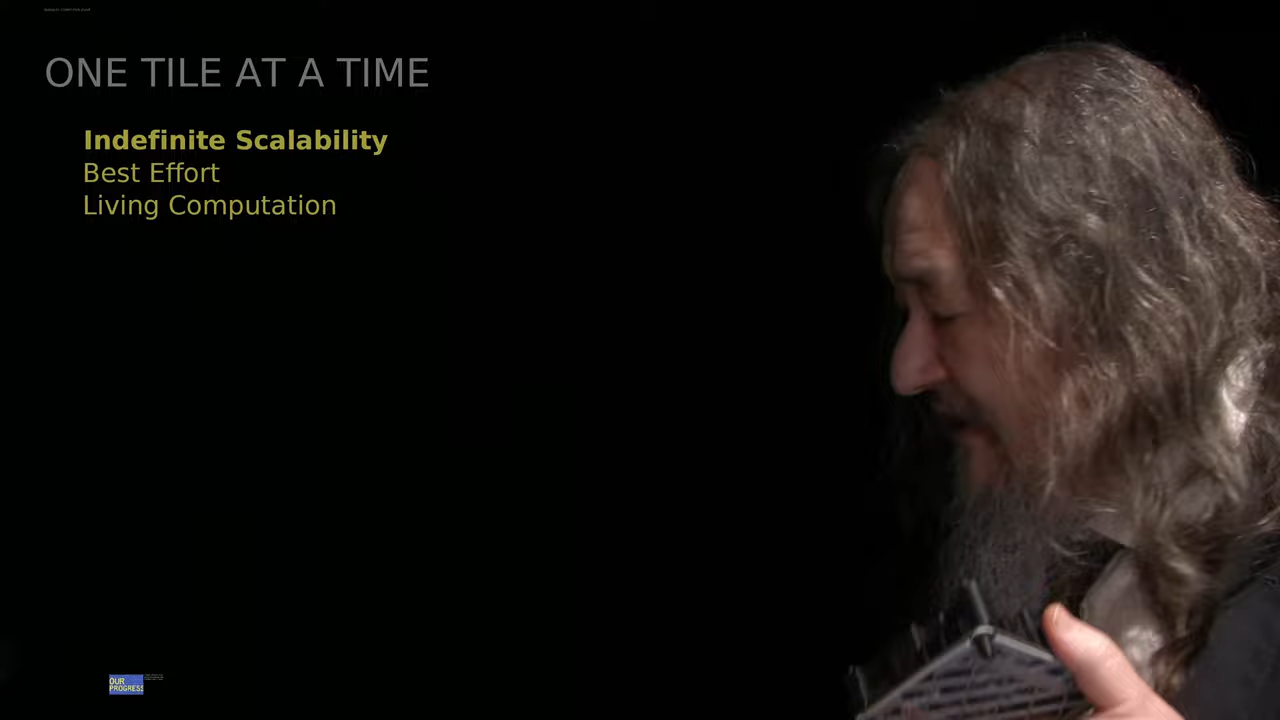 ONE TILE AT A TIME
Indefinite Scalability
Best Effort
Living Computation
OUR
PROGRESS